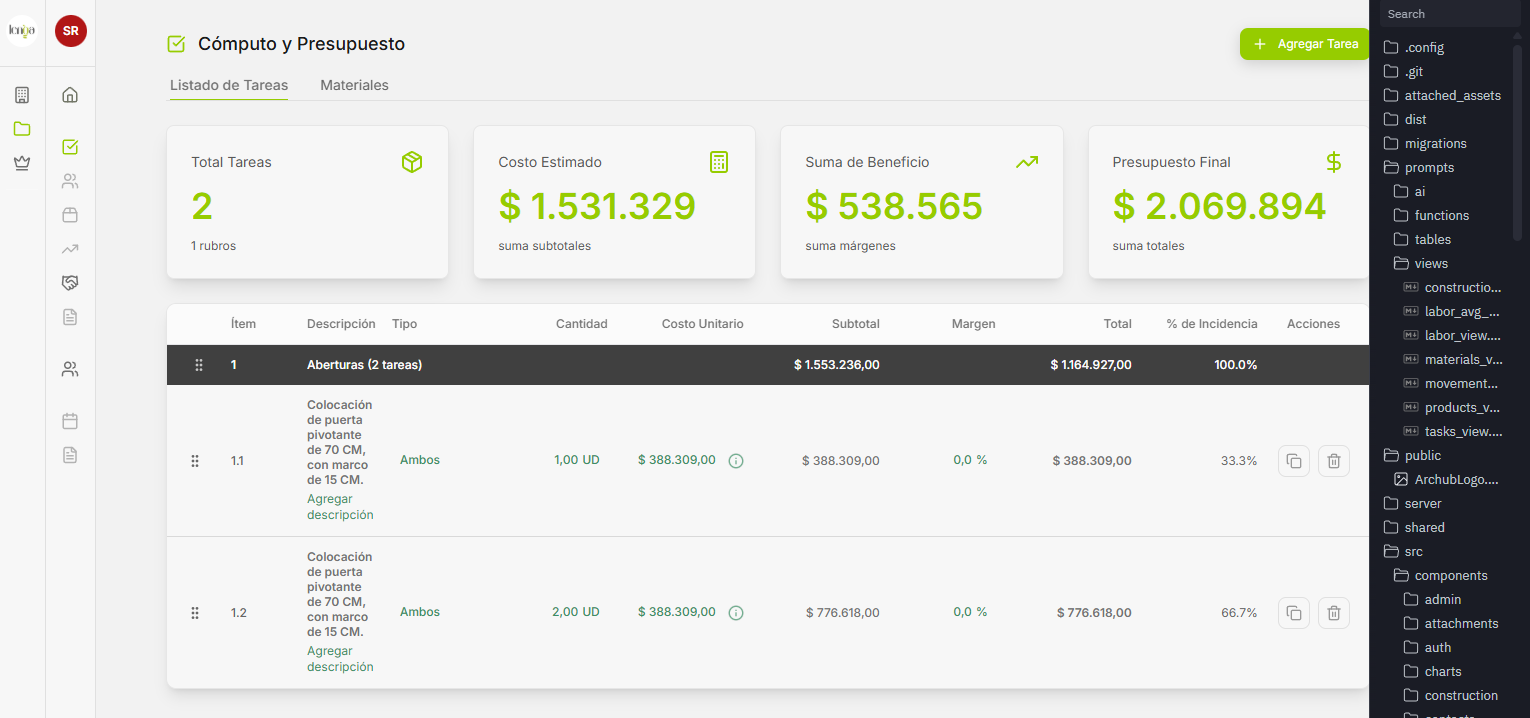 lenga
SR
Cómputo y Presupuesto
Agregar Tarea
Listado de Tareas
Materiales
Total Tareas
2
1 rubros
Costo Estimado
$ 1.531.329
suma subtotales
Suma de Beneficio
$ 538.565
suma márgenes
Presupuesto Final
$ 2.069.894
suma totales
Ítem Descripción Tipo Cantidad Costo Unitario Subtotal Margen Total % de Incidencia Acciones
1 Aberturas (2 tareas) $ 1.553.236,00 $ 1.164.927,00 100.0%
Colocación
de puerta
pivotante
de 70 CM,
con marco
de 15 CM.
Agregar
descripción
1.1 Ambos 1,00 UD $ 388.309,00 $ 388.309,00 0,0 % $ 388.309,00 33.3%
Colocación
de puerta
pivotante
de 70 CM,
con marco
de 15 CM.
Agregar
descripción
1.2 Ambos 2,00 UD $ 388.309,00 $ 776.618,00 0,0 % $ 776.618,00 66.7%
Search
.config
.git
attached_assets
dist
migrations
prompts
ai
functions
tables
views
constructio...
labor_avg_...
labor_view....
materials_v...
movement...
products_v...
tasks_view....
public
ArchubLogo....
server
shared
src
components
admin
attachments
auth
charts
construction
contacts